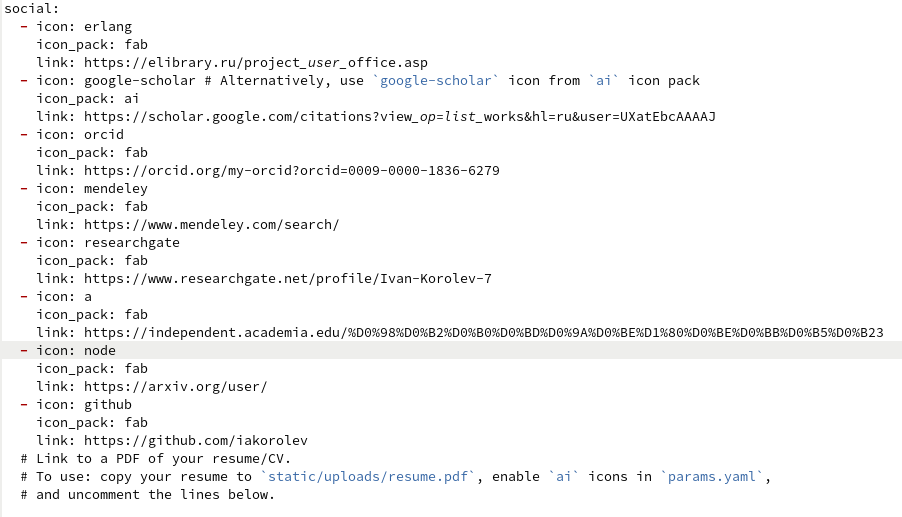 social:
- icon: erlang
icon_pack: fab
link: https://elibrary.ru/project_user_office.asp
- icon: google-scholar # Alternatively, use `google-scholar` icon from `ai` icon pack
icon_pack: ai
link: https://scholar.google.com/citations?view_op=list_works&hl=ru&user=UXatEbcAAAAJ
- icon: orcid
icon_pack: fab
link: https://orcid.org/my-orcid?orcid=0009-0000-1836-6279
- icon: mendeley
icon_pack: fab
link: https://www.mendeley.com/search/
- icon: researchgate
icon_pack: fab
link: https://www.researchgate.net/profile/Ivan-Korolev-7
- icon: a
icon_pack: fab
link: https://independent.academia.edu/%D0%98%D0%B2%D0%B0%D0%BD%D0%9A%D0%BE%D1%80%D0%BE%D0%BB%D0%B5%D0%B23
- icon: node
icon_pack: fab
link: https://arxiv.org/user/
- icon: github
icon_pack: fab
link: https://github.com/iakorolev
# Link to a PDF of your resume/CV.
# To use: copy your resume to `static/uploads/resume.pdf`, enable `ai` icons in `params.yaml`,
# and uncomment the lines below.